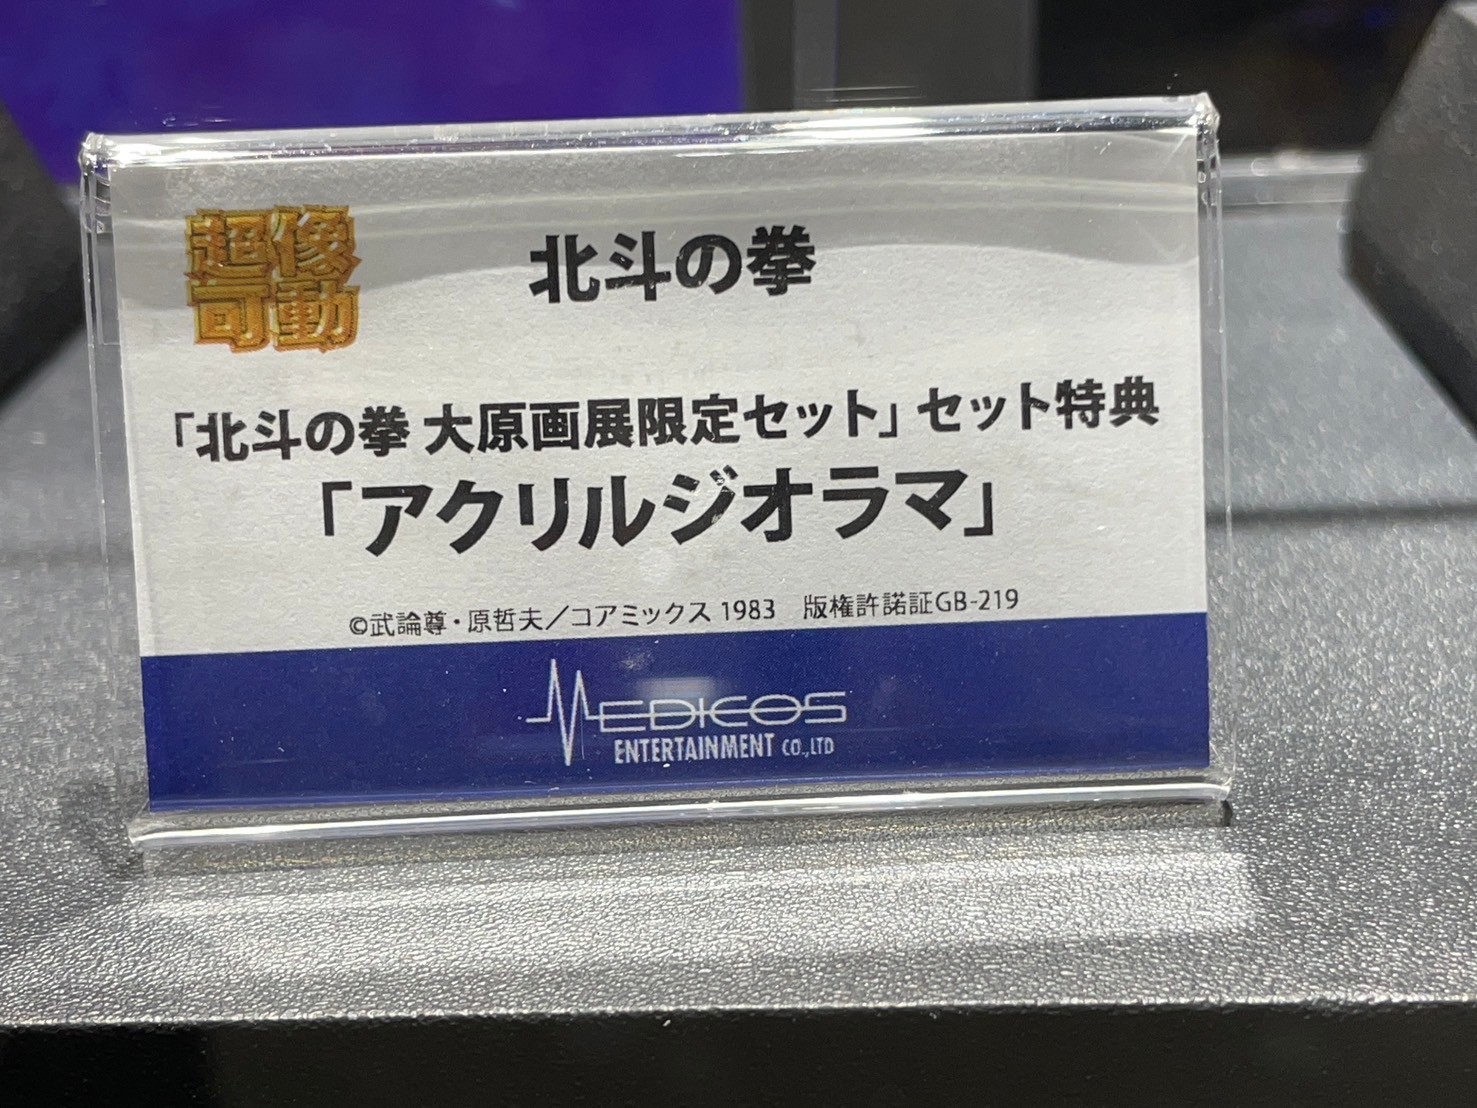 超像
可動
北斗の拳
「北斗の拳 大原画展限定セット」セット特典
「アクリルジオラマ」
©武論尊・原哲夫／コアミックス 1983　版権許諾証GB-219
MEDICOS
ENTERTAINMENT CO.,LTD